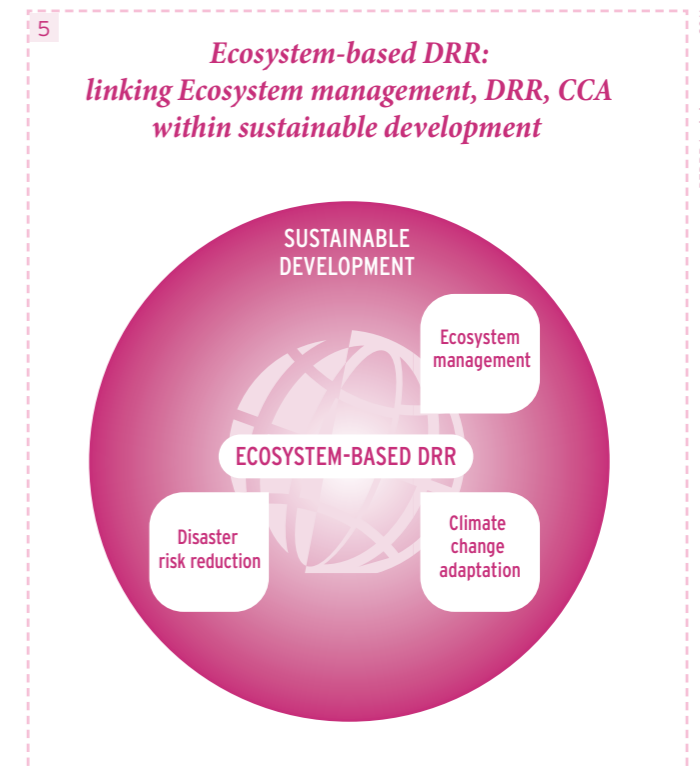 5
Ecosystem-based DRR:
linking Ecosystem management, DRR, CCA
within sustainable development
SUSTAINABLE
DEVELOPMENT
Ecosystem
management
ECOSYSTEM-BASED DRR
Disaster
risk reduction
Climate
change
adaptation